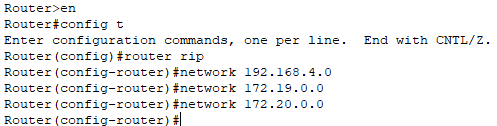 Router>en
Router#config t
Enter configuration commands, one per line.  End with CNTL/Z.
Router(config)#router rip
Router(config-router)#network 192.168.4.0
Router(config-router)#network 172.19.0.0
Router(config-router)#network 172.20.0.0
Router(config-router)#